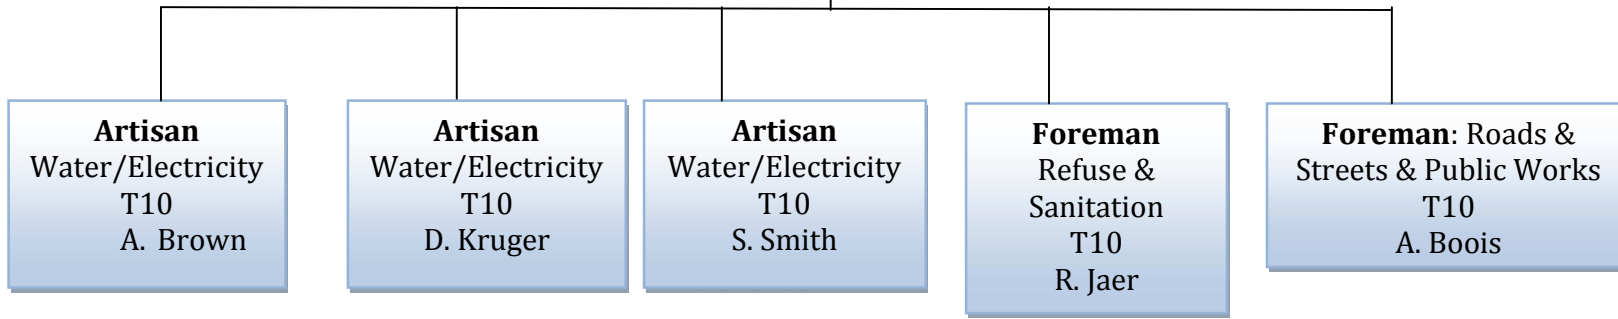 Artisan
Water/Electricity
T10
A. Brown
Artisan
Water/Electricity
T10
D. Kruger
Artisan
Water/Electricity
T10
S. Smith
Foreman
Refuse &
Sanitation
T10
R. Jaer
Foreman: Roads &
Streets & Public Works
T10
A.Boois